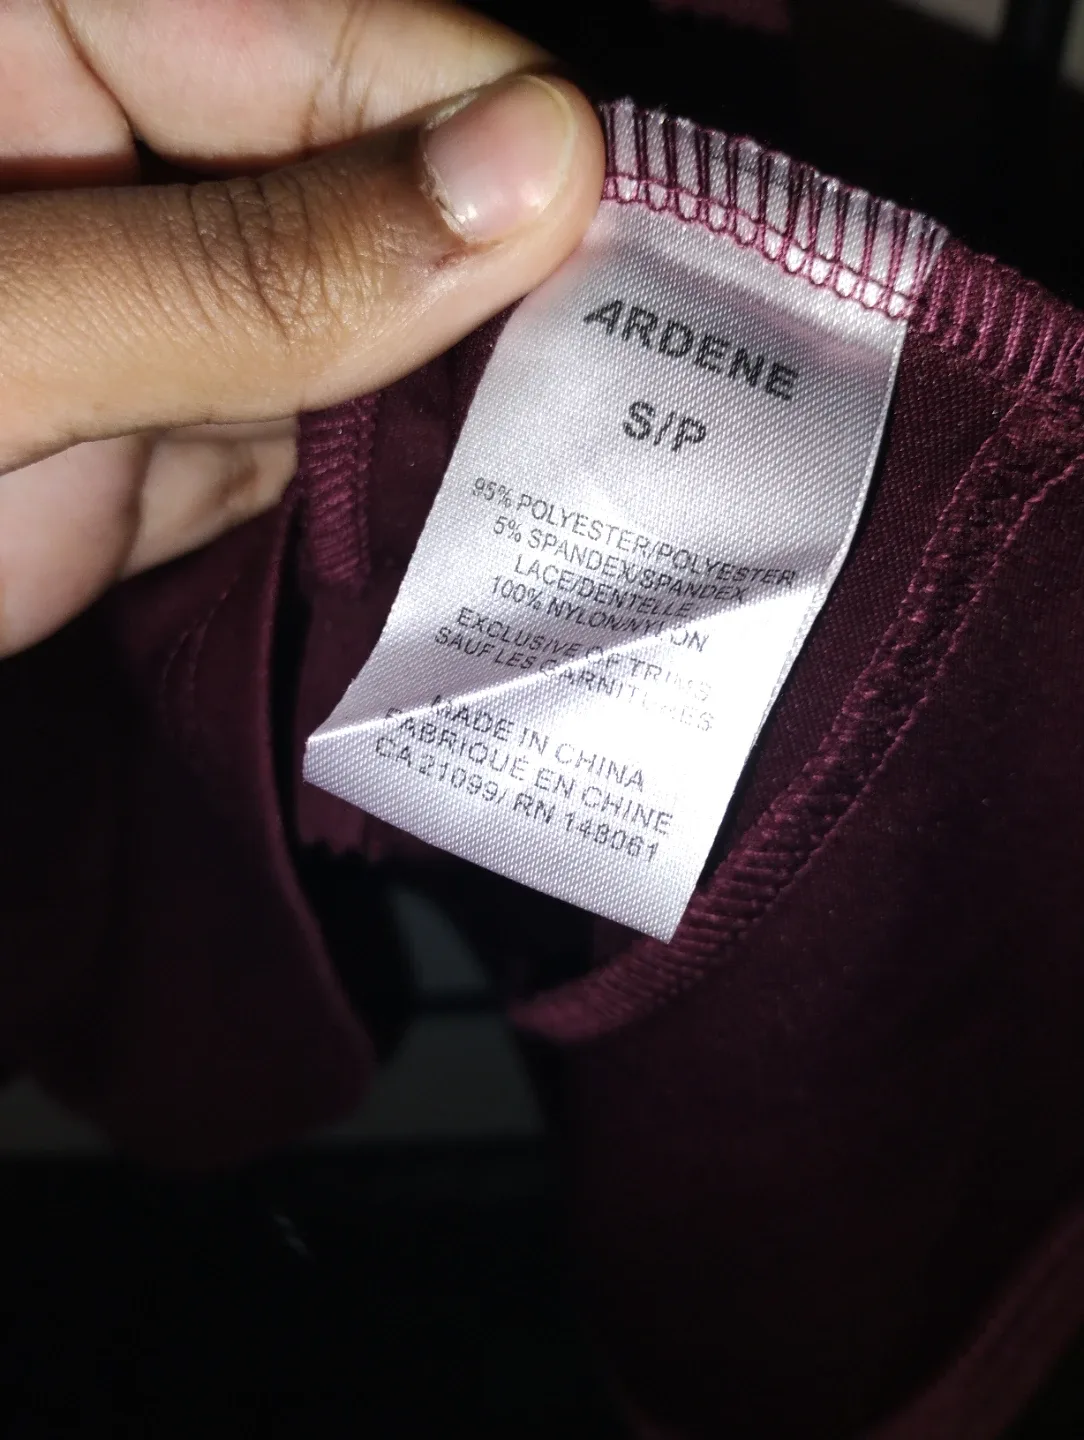 ARDENE
S/P
95% POLYESTER/POLYESTER
5% SPANDEX/SPANDEX
LACE/DENTELLE
100% NYLON/NYLON
EXCLUSIVE OF TRIMS
SAUF LES GARNITURES
MADE IN CHINA
FABRIQUÉ EN CHINE
CA 21099/ RN 148061